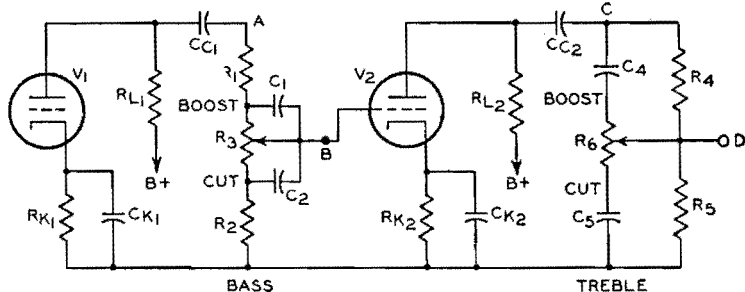 A
C
CC1
CC2
V1
RL1
R1
C1
V2
RL2
C4
R4
BOOST
BOOST
R3
B
R6
D
B+
CUT
C2
B+
CUT
RK1
CK1
R2
RK2
CK2
C5
R5
BASS
TREBLE